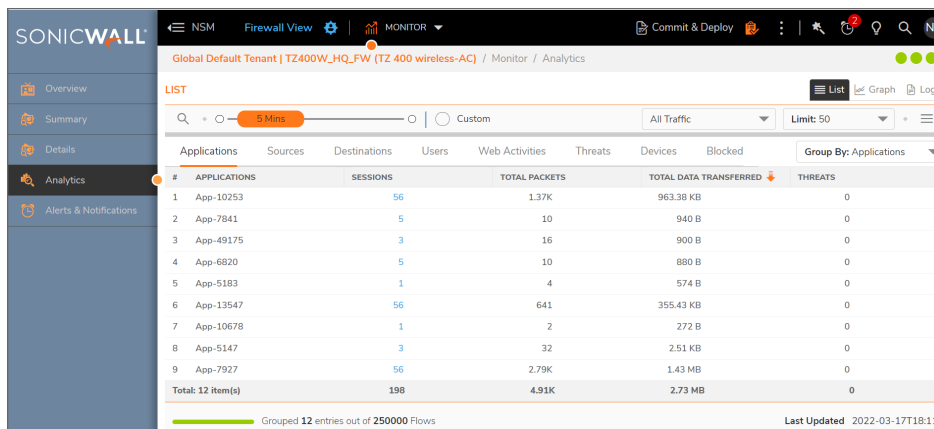 SONICWALL
NSM Firewall View MONITOR Commit & Deploy 2 N
Global Default Tenant | TZ400W_HQ_FW (TZ 400 wireless-AC) / Monitor / Analytics
Overview
Summary
Details
Analytics
Alerts & Notifications
LIST List Graph Log
5 Mins Custom All Traffic Limit: 50
Applications Sources Destinations Users Web Activities Threats Devices Blocked Group By: Applications
# APPLICATIONS SESSIONS TOTAL PACKETS TOTAL DATA TRANSFERRED THREATS
1 App-10253 56 1.37K 963.38 KB 0
2 App-7841 5 10 940 B 0
3 App-49175 3 16 900 B 0
4 App-6820 5 10 880 B 0
5 App-5183 1 4 574 B 0
6 App-13547 56 641 355.43 KB 0
7 App-10678 1 2 272 B 0
8 App-5147 3 32 2.51 KB 0
9 App-7927 56 2.79K 1.43 MB 0
Total: 12 item(s) 198 4.91K 2.73 MB 0
Grouped 12 entries out of 250000 Flows Last Updated 2022-03-17T18:1